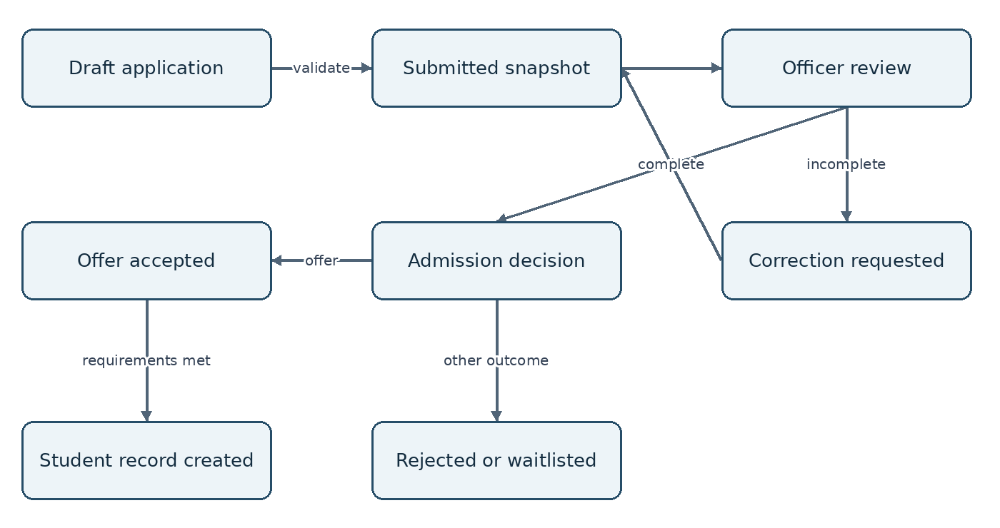 Draft application
validate
Submitted snapshot
Officer review
complete
incomplete
Offer accepted
offer
Admission decision
Correction requested
requirements met
other outcome
Student record created
Rejected or waitlisted